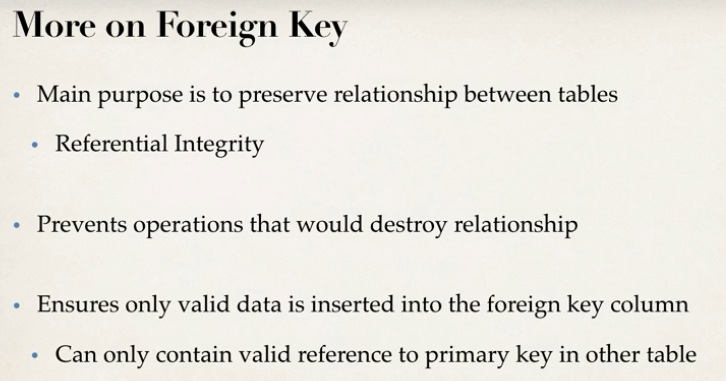 More on Foreign Key
• Main purpose is to preserve relationship between tables
• Referential Integrity
• Prevents operations that would destroy relationship
• Ensures only valid data is inserted into the foreign key column
• Can only contain valid reference to primary key in other table